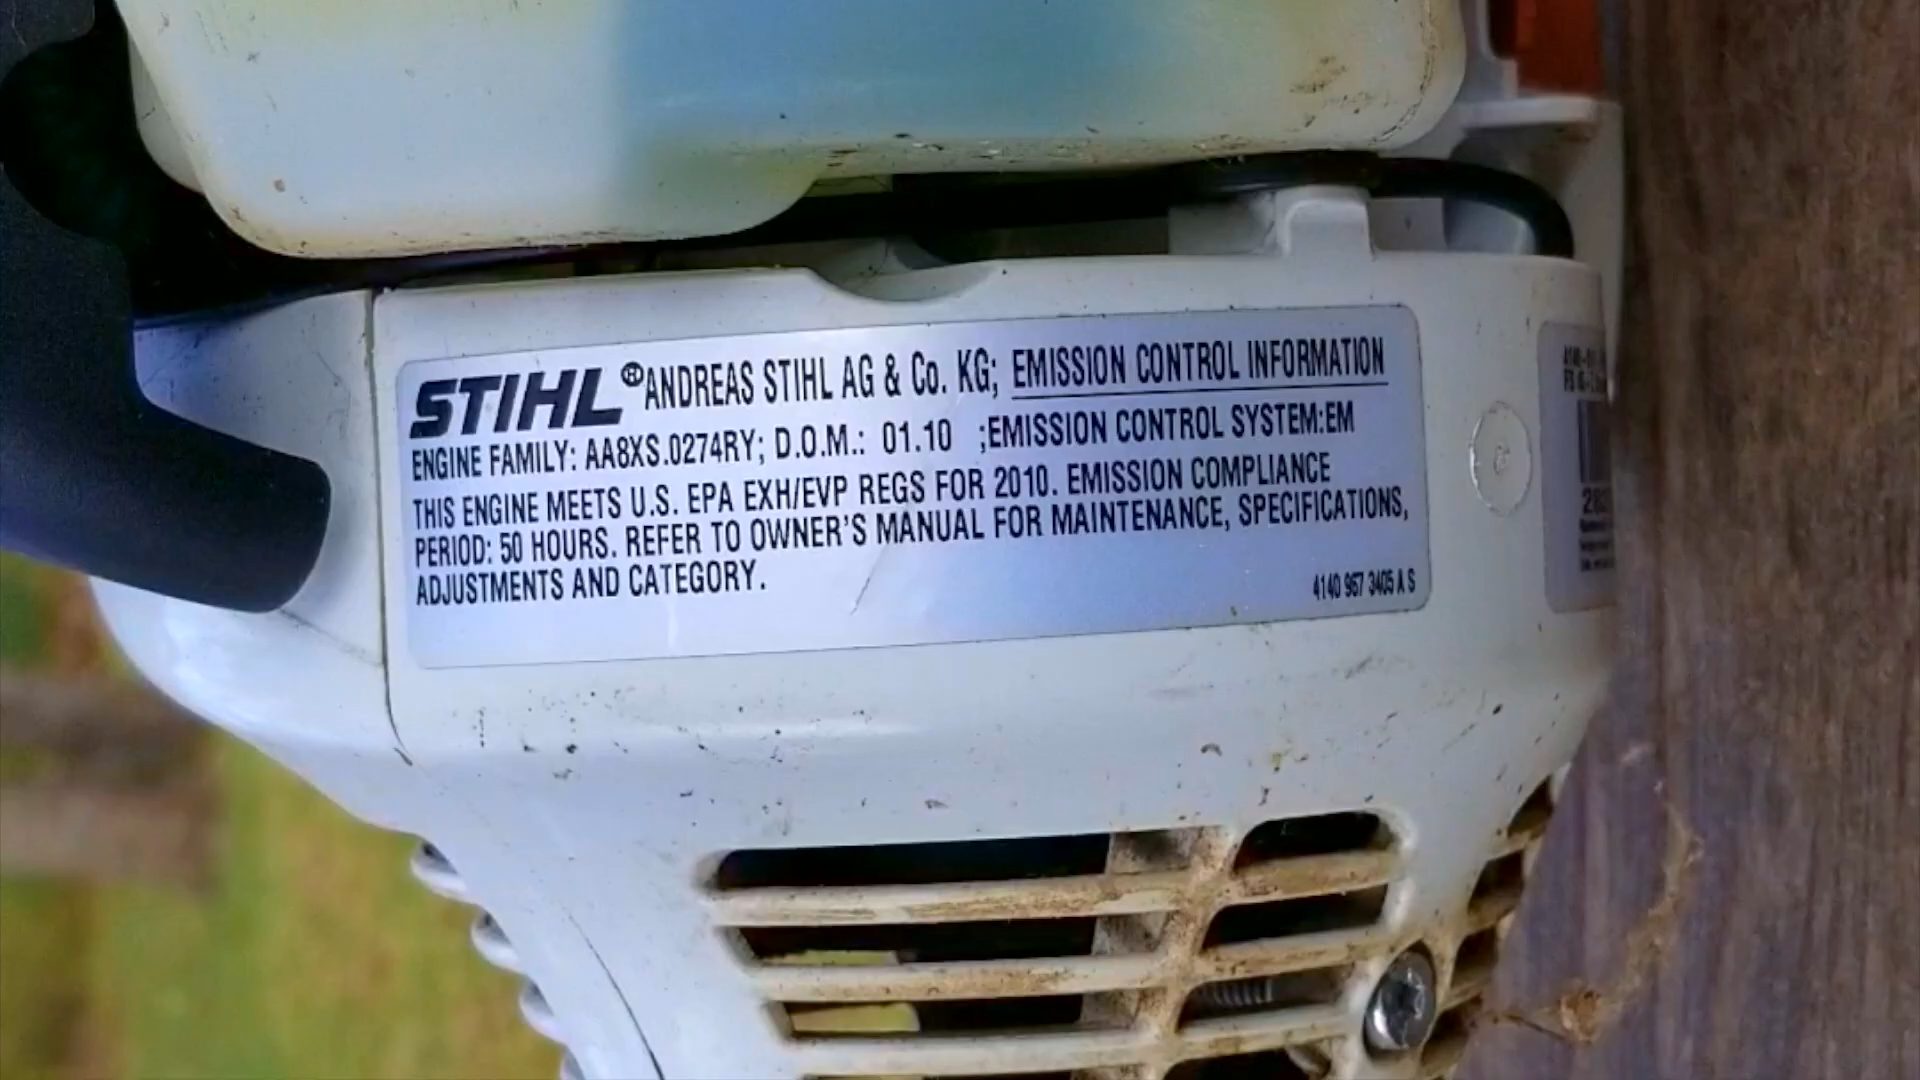 STIHL® ANDREAS STIHL AG & Co. KG; EMISSION CONTROL INFORMATION
ENGINE FAMILY: AA8XS.0274RY; D.O.M.: 01.10 ;EMISSION CONTROL SYSTEM:EM
THIS ENGINE MEETS U.S. EPA EXH/EVP REGS FOR 2010. EMISSION COMPLIANCE
PERIOD: 50 HOURS. REFER TO OWNER'S MANUAL FOR MAINTENANCE, SPECIFICATIONS,
ADJUSTMENTS AND CATEGORY.
4140 967 3405 A S